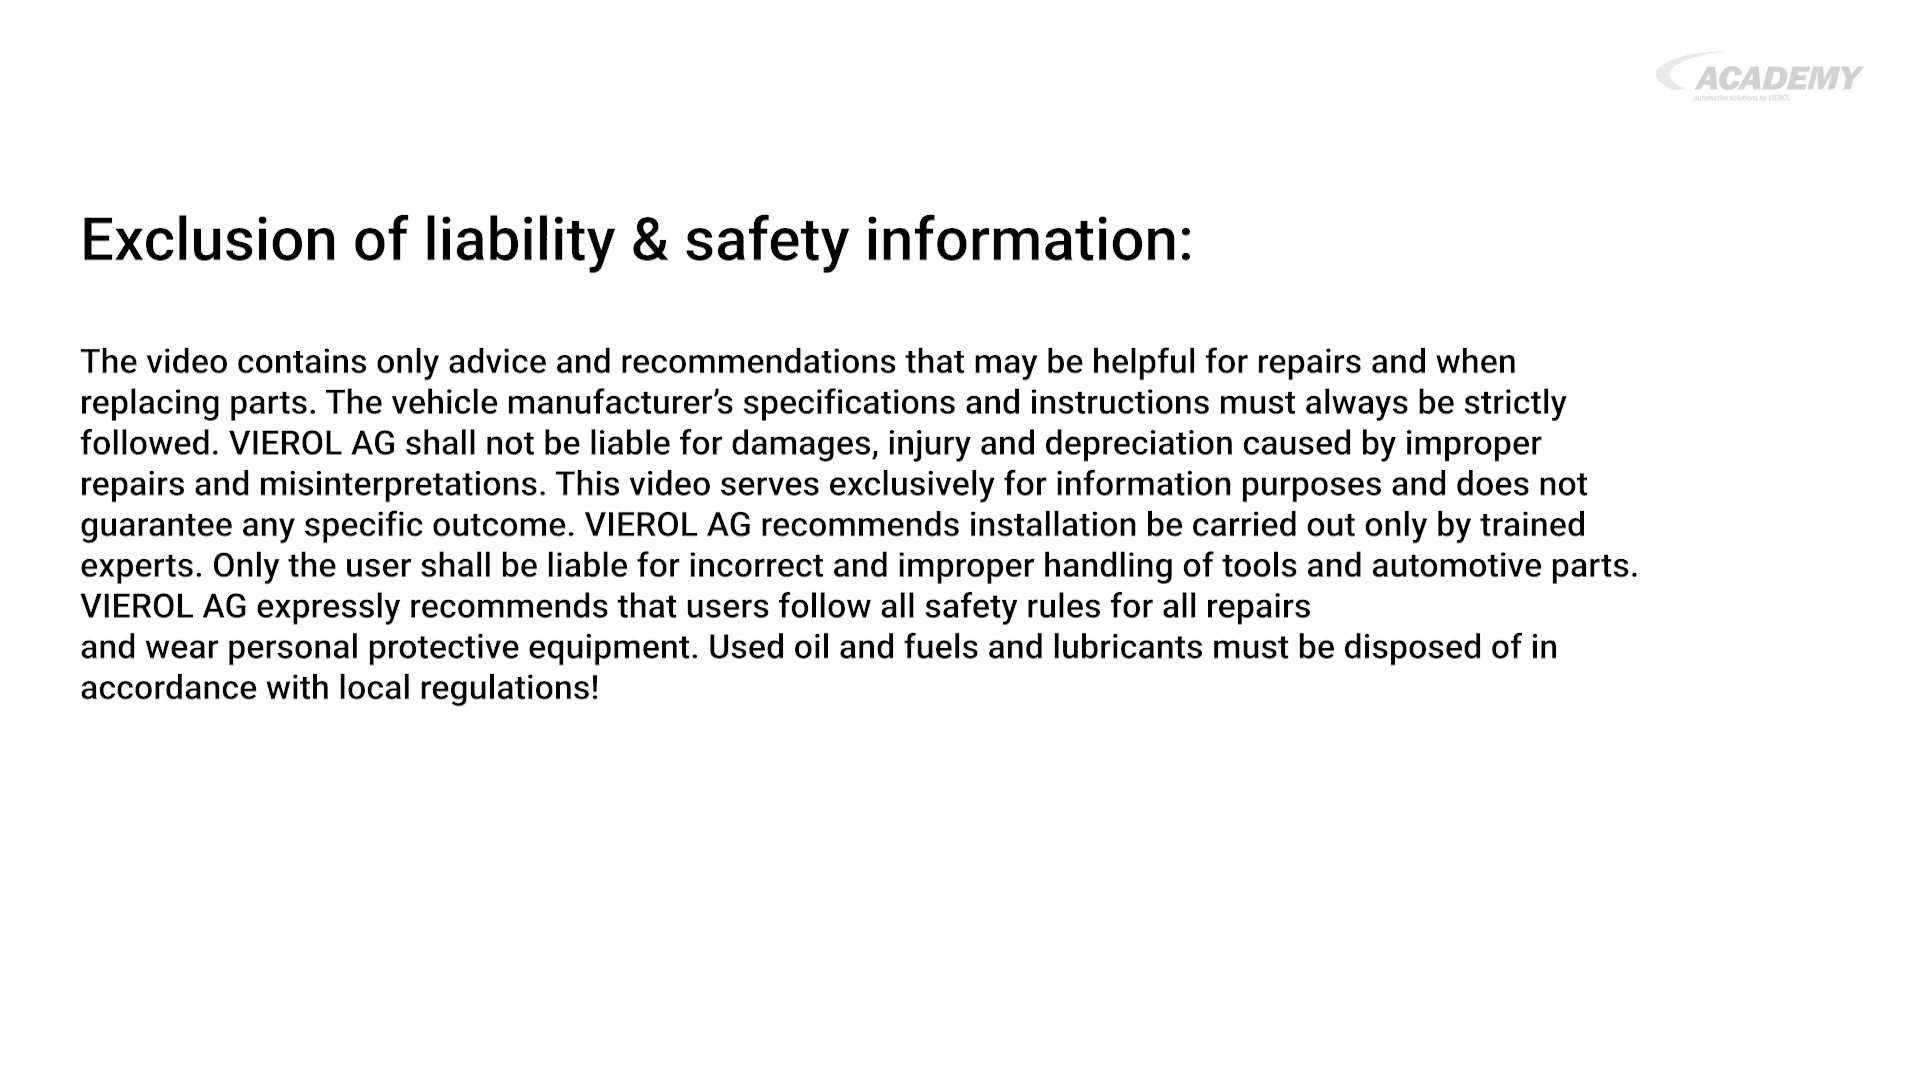 ACADEMY
automotive solutions by VIEROL
Exclusion of liability & safety information:
The video contains only advice and recommendations that may be helpful for repairs and when
replacing parts. The vehicle manufacturer’s specifications and instructions must always be strictly
followed. VIEROL AG shall not be liable for damages, injury and depreciation caused by improper
repairs and misinterpretations. This video serves exclusively for information purposes and does not
guarantee any specific outcome. VIEROL AG recommends installation be carried out only by trained
experts. Only the user shall be liable for incorrect and improper handling of tools and automotive parts.
VIEROL AG expressly recommends that users follow all safety rules for all repairs
and wear personal protective equipment. Used oil and fuels and lubricants must be disposed of in
accordance with local regulations!